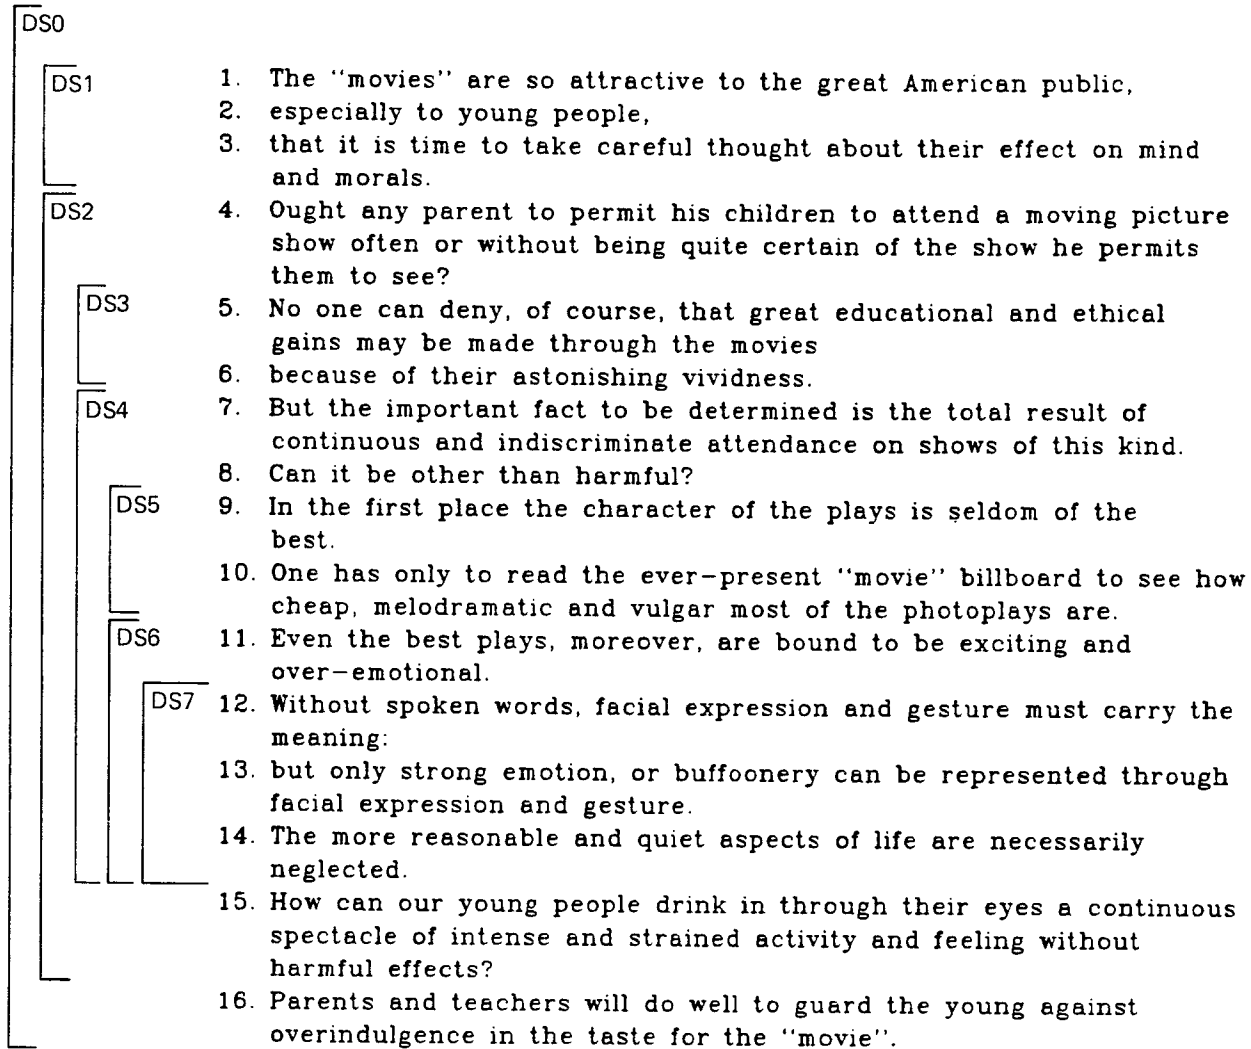 DS0
DS1 1. The "movies" are so attractive to the great American public,
2. especially to young people,
3. that it is time to take careful thought about their effect on mind
and morals.
DS2 4. Ought any parent to permit his children to attend a moving picture
show often or without being quite certain of the show he permits
them to see?
DS3 5. No one can deny, of course, that great educational and ethical
gains may be made through the movies
6. because of their astonishing vividness.
DS4 7. But the important fact to be determined is the total result of
continuous and indiscriminate attendance on shows of this kind.
8. Can it be other than harmful?
DS5 9. In the first place the character of the plays is seldom of the
best.
10. One has only to read the ever-present "movie" billboard to see how
cheap, melodramatic and vulgar most of the photoplays are.
DS6 11. Even the best plays, moreover, are bound to be exciting and
over-emotional.
DS7 12. Without spoken words, facial expression and gesture must carry the
meaning:
13. but only strong emotion, or buffoonery can be represented through
facial expression and gesture.
14. The more reasonable and quiet aspects of life are necessarily
neglected.
15. How can our young people drink in through their eyes a continuous
spectacle of intense and strained activity and feeling without
harmful effects?
16. Parents and teachers will do well to guard the young against
overindulgence in the taste for the "movie".